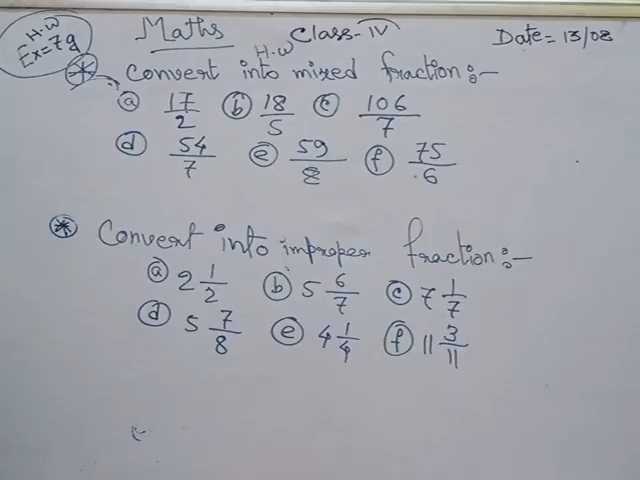 H.W Maths Class-IV Date=13/08
Ex=7g H.W
* Convert into mixed fraction:-
(a) 17/2 (b) 18/5 (c) 106/7
(d) 54/7 (e) 59/8 (f) 75/6
* Convert into improper fraction:-
(a) 2 1/2 (b) 5 6/7 (c) 7 1/7
(d) 5 7/8 (e) 4 1/4 (f) 11 3/11